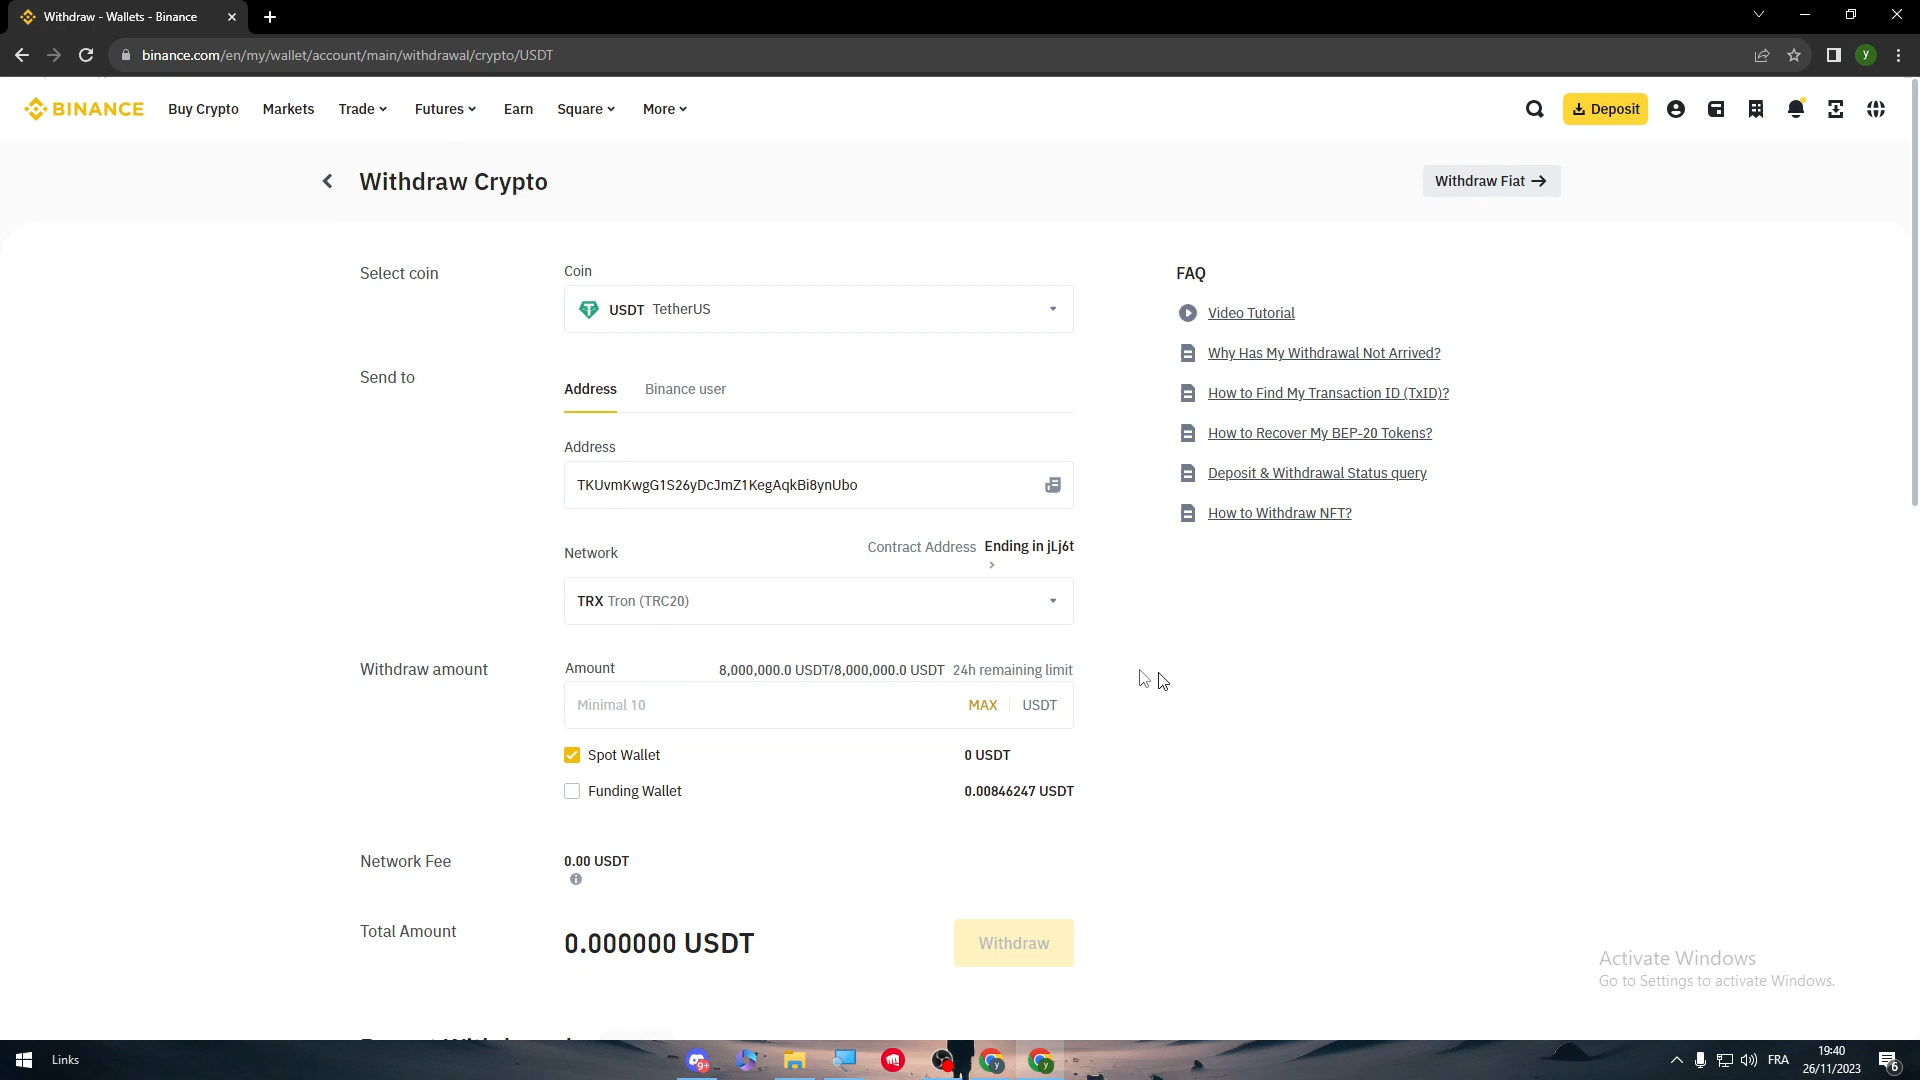 Withdraw - Wallets - Binance
binance.com/en/my/wallet/account/main/withdrawal/crypto/USDT
y
BINANCE
Buy Crypto
Markets
Trade
Futures
Earn
Square
More
Deposit
Withdraw Crypto
Withdraw Fiat
Select coin
Coin
USDT TetherUS
Send to
Address
Binance user
Address
TKUvmKwgG1S26yDcJmZ1KegAqkBi8ynUbo
Network
Contract Address Ending in jLj6t
TRX Tron (TRC20)
Withdraw amount
Amount
8,000,000.0 USDT/8,000,000.0 USDT 24h remaining limit
Minimal 10
MAX
USDT
Spot Wallet
0 USDT
Funding Wallet
0.00846247 USDT
Network Fee
0.00 USDT
Total Amount
0.000000 USDT
Withdraw
FAQ
Video Tutorial
Why Has My Withdrawal Not Arrived?
How to Find My Transaction ID (TxID)?
How to Recover My BEP-20 Tokens?
Deposit & Withdrawal Status query
How to Withdraw NFT?
Activate Windows
Go to Settings to activate Windows.
Links
9+
y
y
FRA
19:40
26/11/2023
6